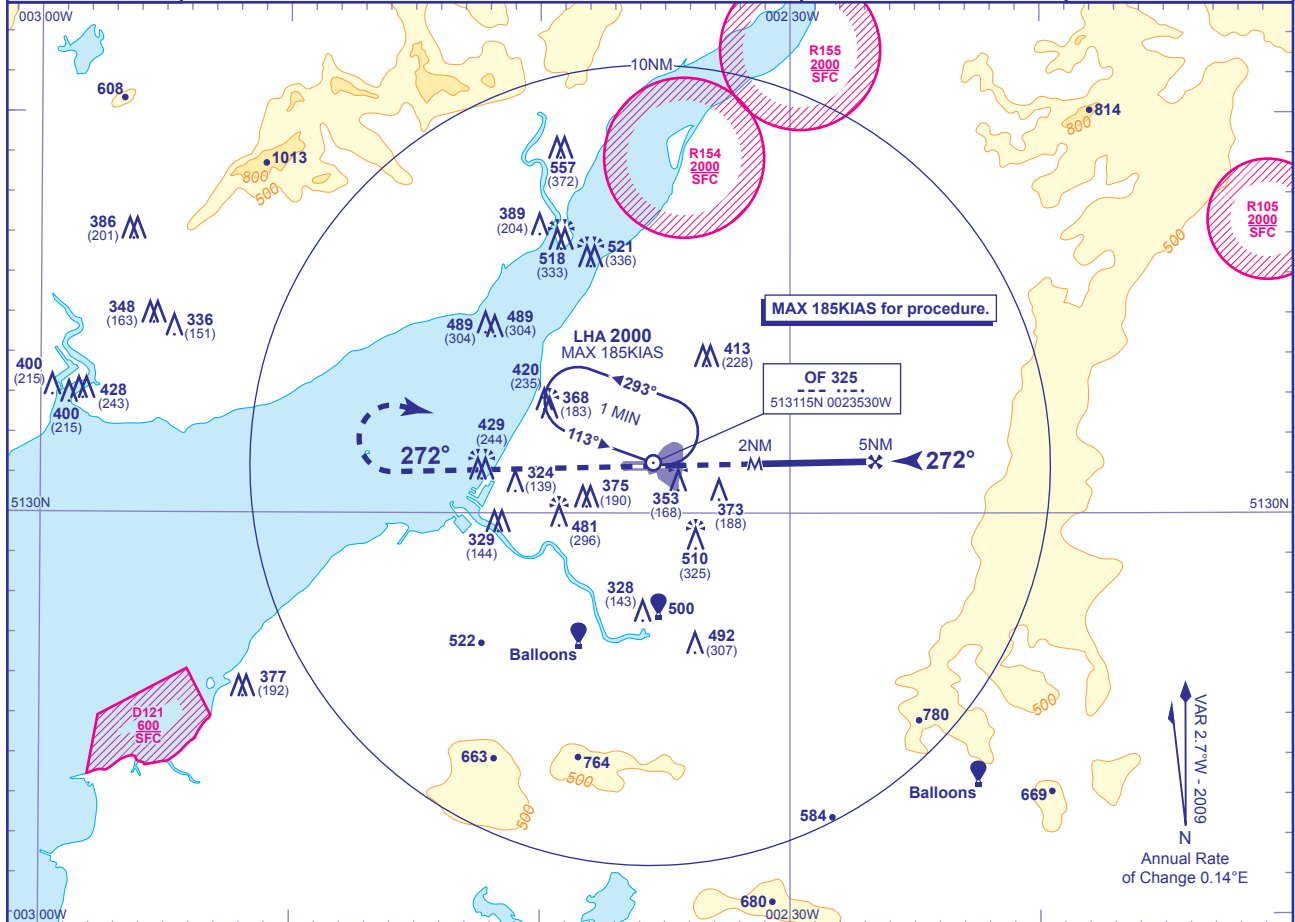 003 00W
002 30W
R155
2000
SFC
10NM
608
814
800
1013
800
500
557
(372)
R154
2000
SFC
R105
2000
SFC
386
(201)
389
(204)
518
(333)
521
(336)
500
348
(163)
336
(151)
489
(304)
489
(304)
MAX 185KIAS for procedure.
LHA 2000
MAX 185KIAS
413
(228)
400
(215)
428
(243)
400
(215)
420
(235)
368
(183)
293°
1 MIN
113°
OF 325
513115N 0023530W
429
(244)
272°
2NM
5NM
272°
324
(139)
375
(190)
353
(168)
373
(188)
5130N
5130N
329
(144)
481
(296)
510
(325)
328
(143)
500
522
Balloons
492
(307)
377
(192)
D121
600
SFC
780
500
663
764
500
500
Balloons
669
584
VAR 2.7°W - 2009
N
Annual Rate
of Change 0.14°E
680
003 00W
002 30W